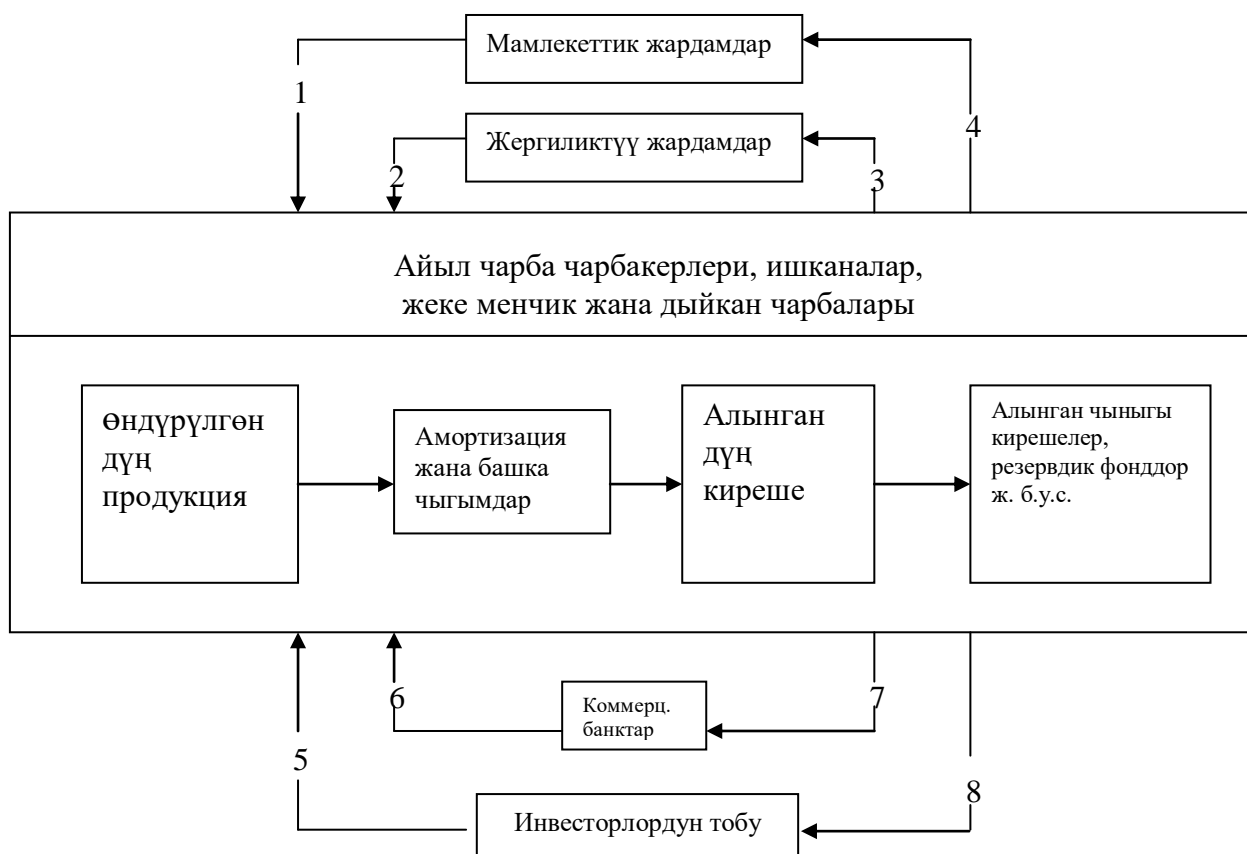 Мамлекеттик жардамдар
1
4
Жергиликтүү жардамдар
2
3
Айыл чарба чарбакерлери, ишканалар,
жеке менчик жана дыйкан чарбалары
өндүрүлгөн
дүң
продукция
Амортизация
жана башка
чыгымдар
Алынган
дүң
киреше
Алынган чыныгы
кирешелер,
резервдик фонддор
ж. б.у.с.
6
7
Коммерц.
банктар
5
8
Инвесторлордун тобу